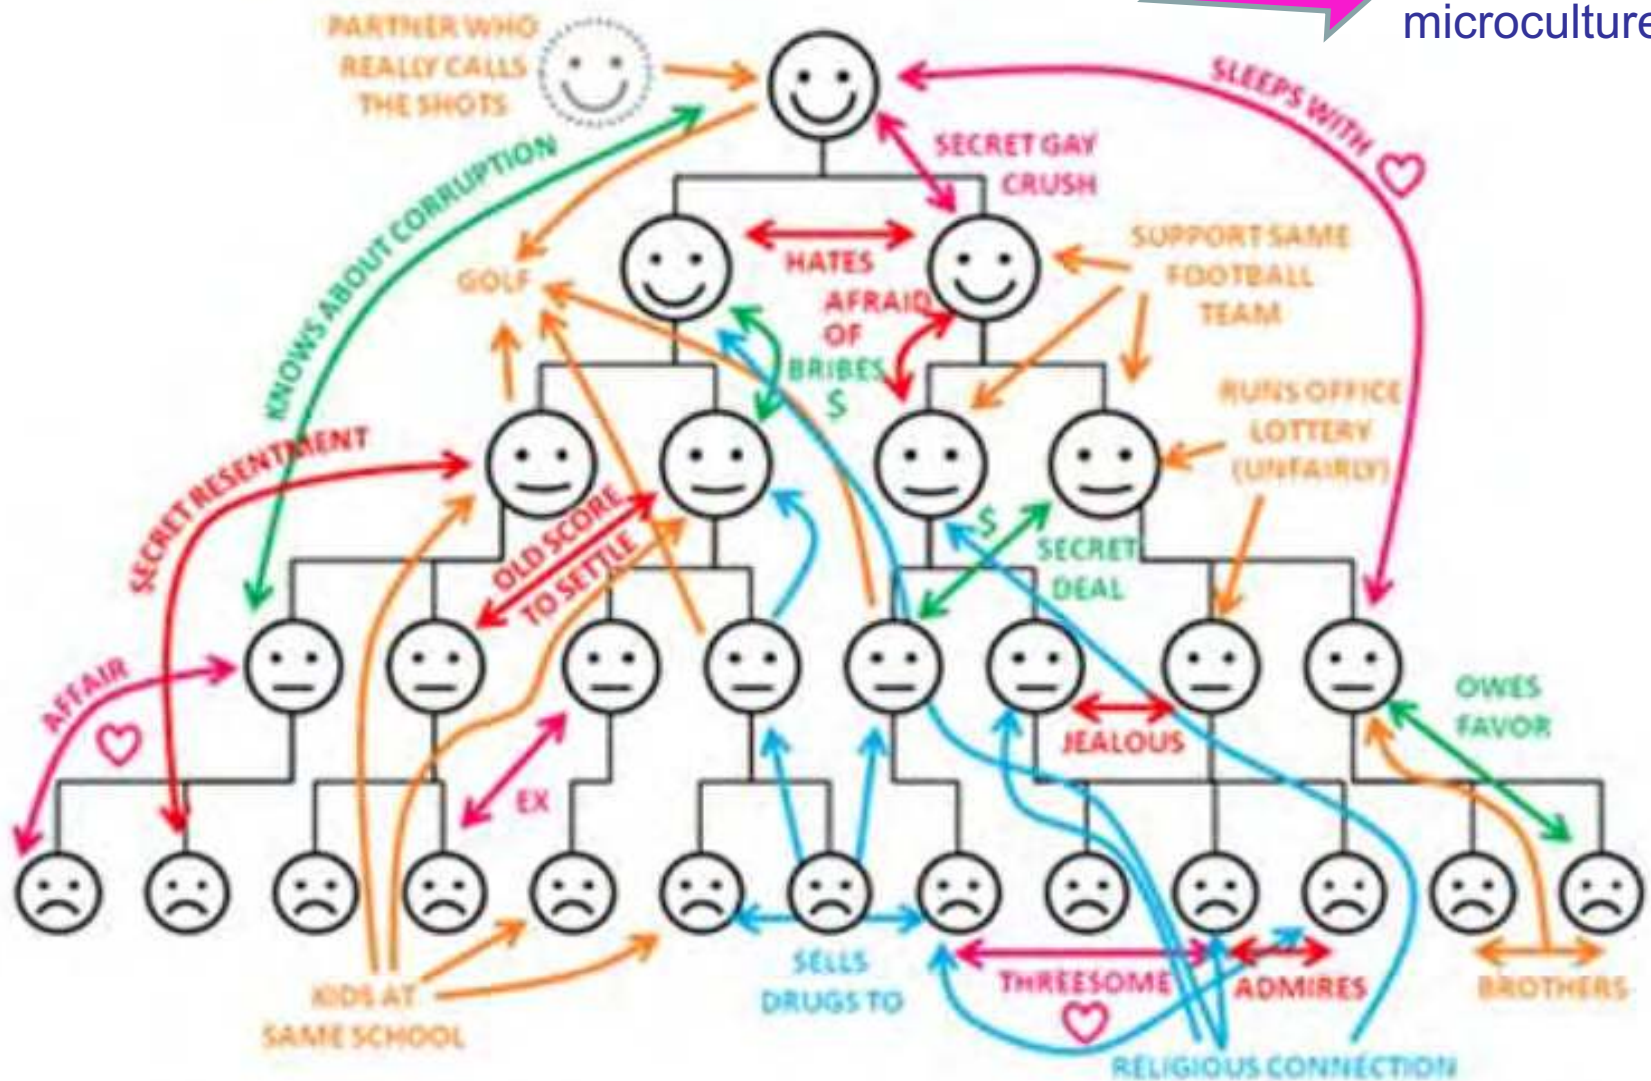 microculture
PARTNER WHO
REALLY CALLS
THE SHOTS
SLEEPS WITH
SECRET GAY
CRUSH
KNOWS ABOUT CORRUPTION
GOLF
HATES
SUPPORT SAME
FOOTBALL
TEAM
AFRAID
OF
BRIBES
$
RUNS OFFICE
LOTTERY
(UNFAIRLY)
SECRET RESENTMENT
OLD SCORE
TO SETTLE
$
SECRET
DEAL
AFFAIR
OWES
FAVOR
JEALOUS
EX
SELLS
DRUGS TO
THREESOME
ADMIRES
BROTHERS
KIDS AT
SAME SCHOOL
RELIGIOUS CONNECTION